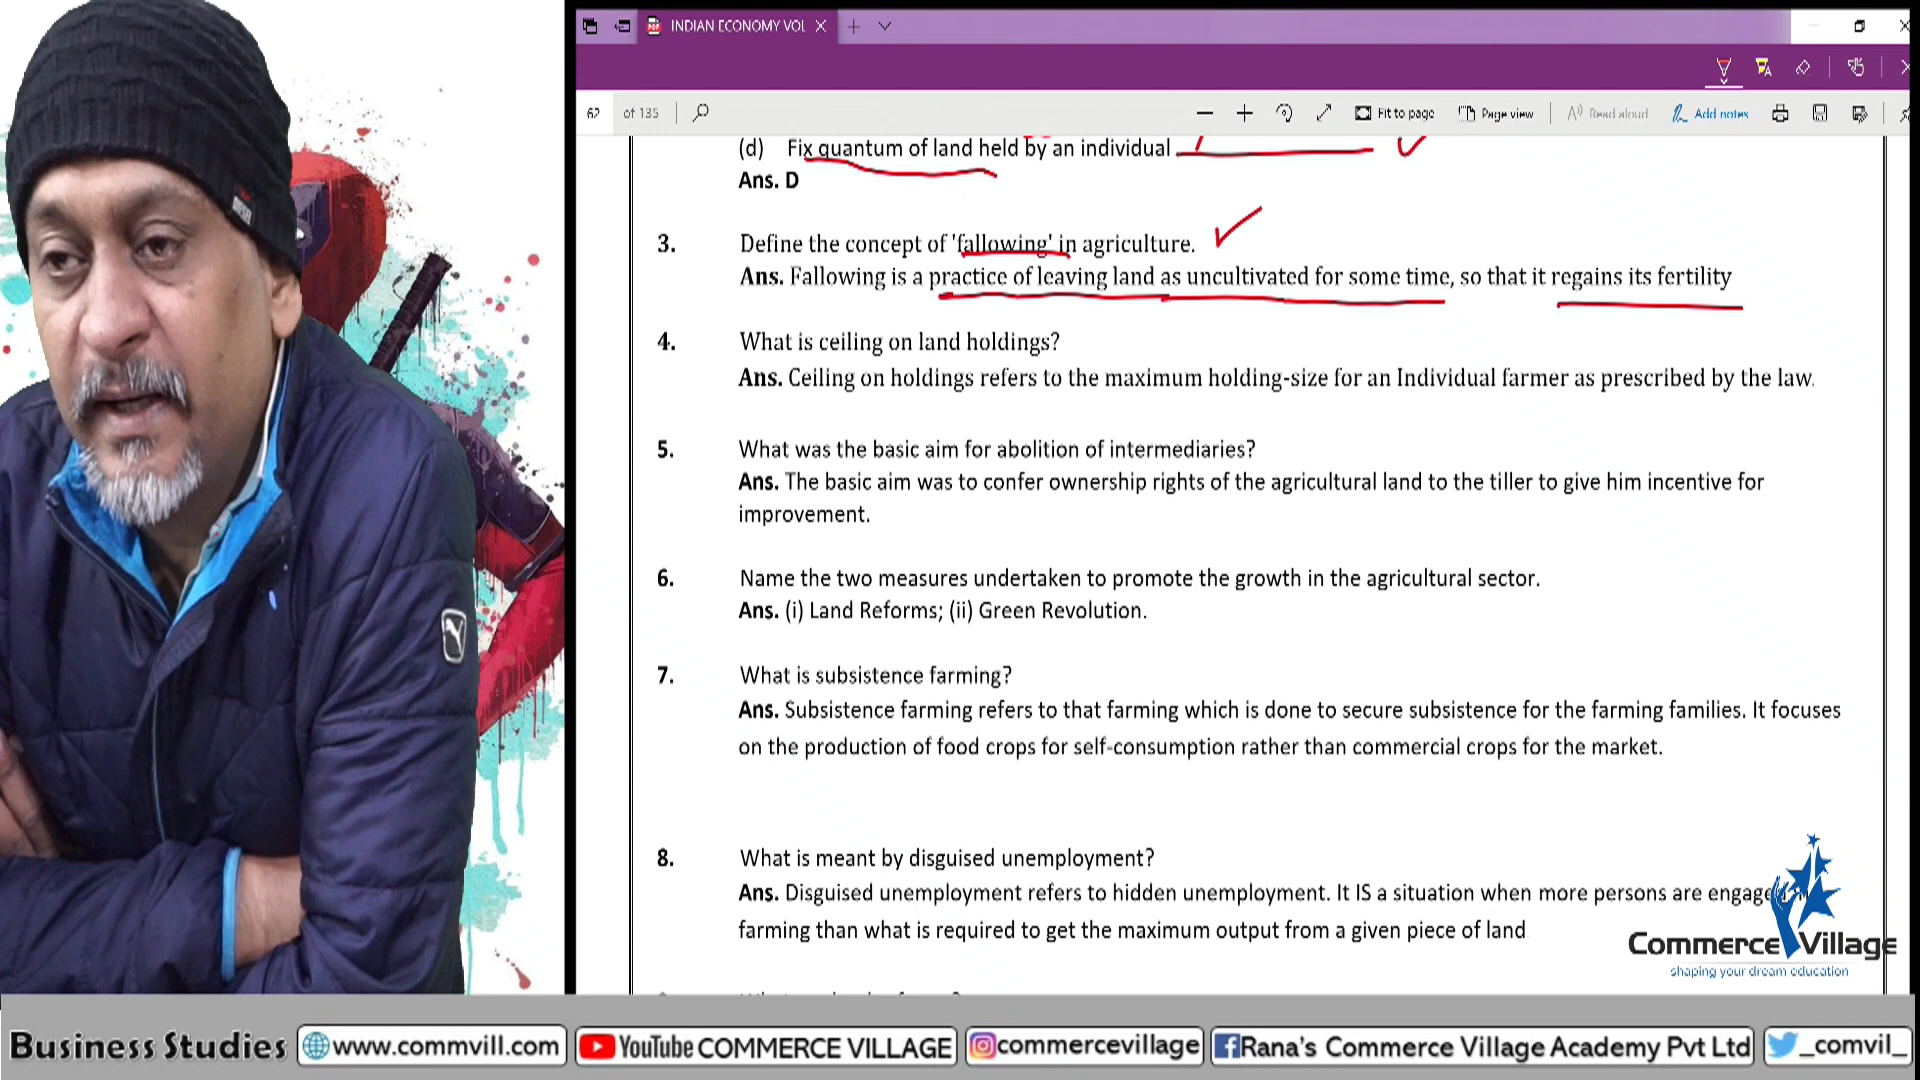 INDIAN ECONOMY VOL
62 of 135
Fit to page
Page view
Read aloud
Add notes
(d) Fix quantum of land held by an individual
Ans. D
3. Define the concept of 'fallowing' in agriculture.
Ans. Fallowing is a practice of leaving land as uncultivated for some time, so that it regains its fertility
4. What is ceiling on land holdings?
Ans. Ceiling on holdings refers to the maximum holding-size for an Individual farmer as prescribed by the law.
5. What was the basic aim for abolition of intermediaries?
Ans. The basic aim was to confer ownership rights of the agricultural land to the tiller to give him incentive for
improvement.
6. Name the two measures undertaken to promote the growth in the agricultural sector.
Ans. (i) Land Reforms; (ii) Green Revolution.
7. What is subsistence farming?
Ans. Subsistence farming refers to that farming which is done to secure subsistence for the farming families. It focuses
on the production of food crops for self-consumption rather than commercial crops for the market.
8. What is meant by disguised unemployment?
Ans. Disguised unemployment refers to hidden unemployment. It IS a situation when more persons are
farming than what is required to get the maximum output from a given piece of land
Commerce Village
shaping your dream education
Business Studies
www.commvill.com
YouTube COMMERCE VILLAGE
commercevillage
Rana's Commerce Village Academy Pvt Ltd
_comvil_